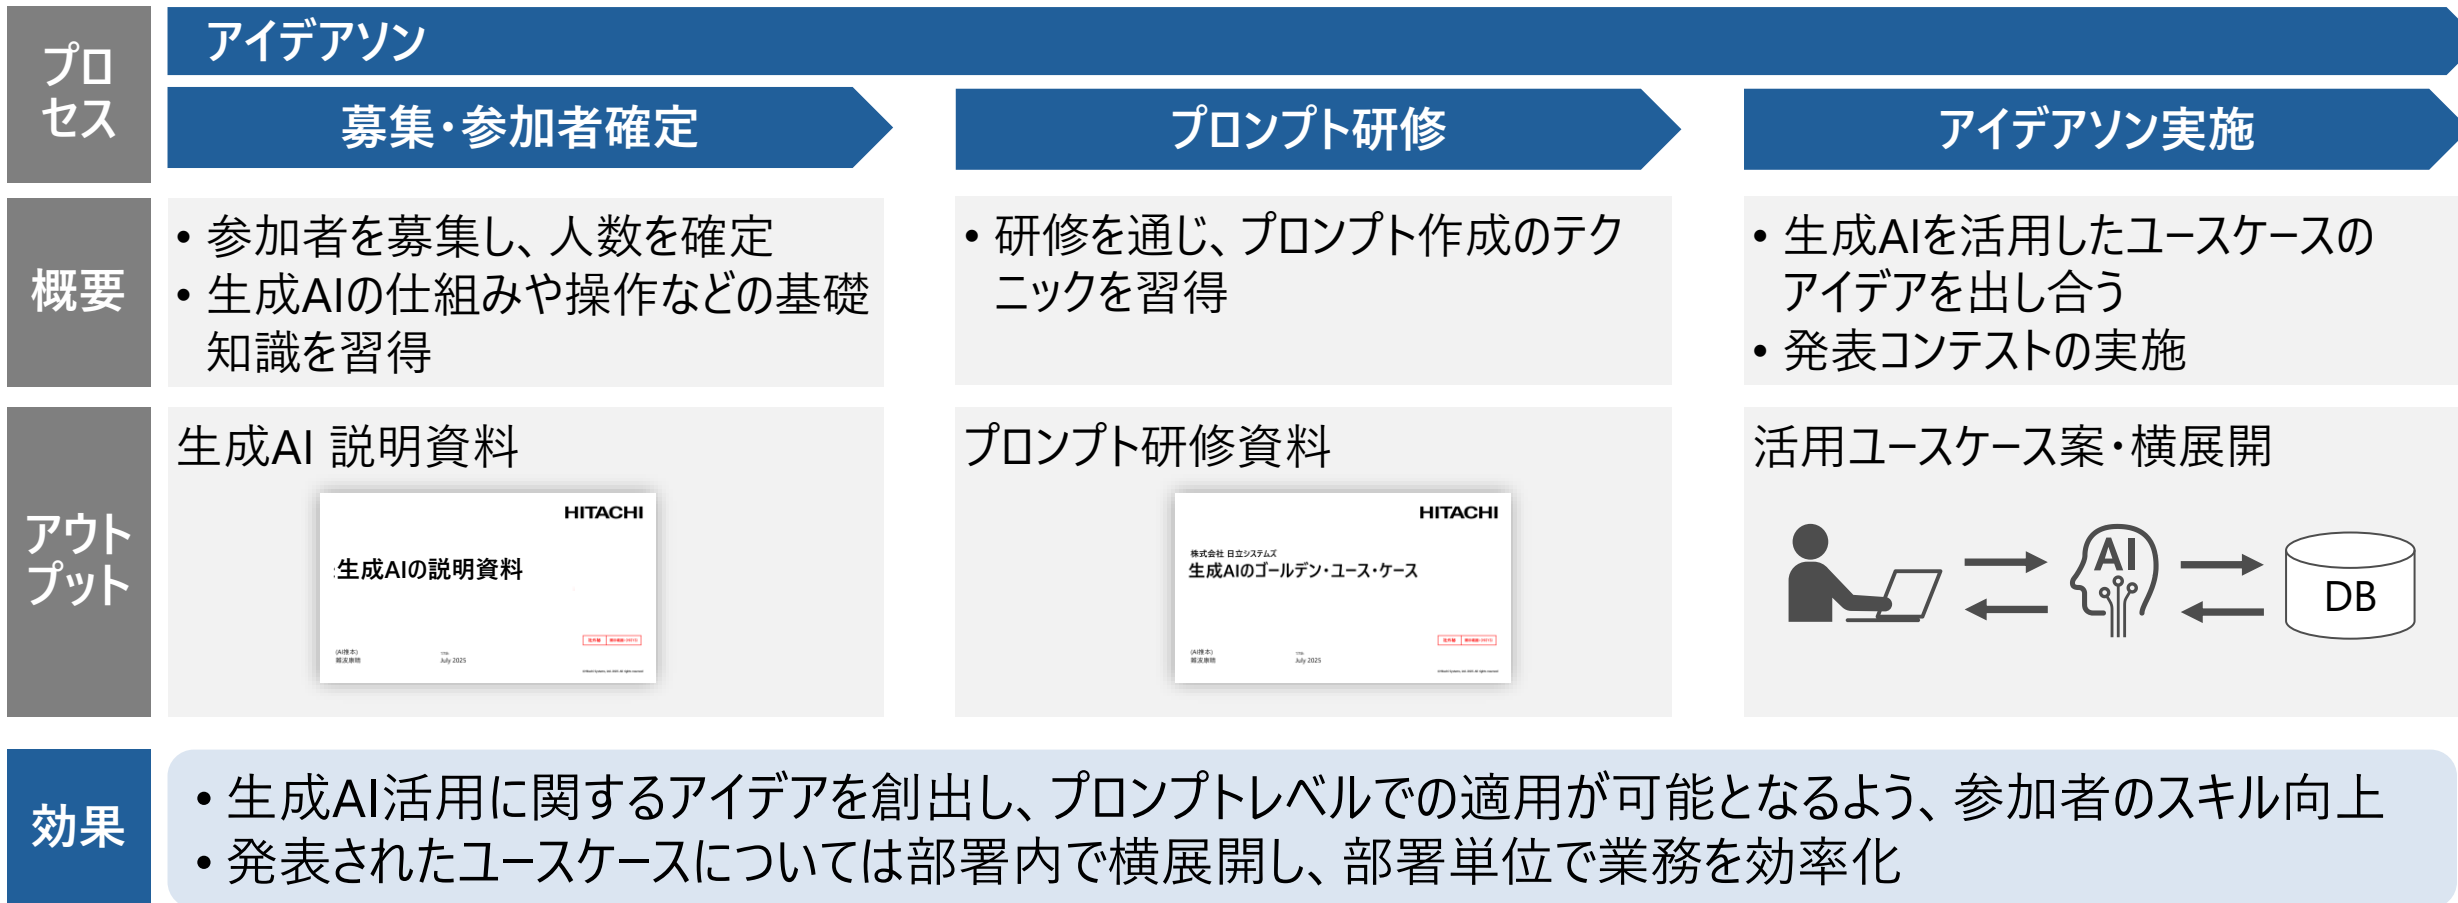 プロ
セス
アイデアソン
募集・参加者確定
プロンプト研修
アイデアソン実施
概要
• 参加者を募集し、人数を確定
• 生成AIの仕組みや操作などの基礎
知識を習得
• 研修を通じ、プロンプト作成のテク
ニックを習得
• 生成AIを活用したユースケースの
アイデアを出し合う
• 発表コンテストの実施
アウト
プット
生成AI 説明資料
HITACHI
生成AIの説明資料
July 2025
プロンプト研修資料
HITACHI
株式会社 日立システムズ
生成AIのゴールデン・ユース・ケース
July 2025
活用ユースケース案・横展開
AI
DB
効果
• 生成AI活用に関するアイデアを創出し、プロンプトレベルでの適用が可能となるよう、参加者のスキル向上
• 発表されたユースケースについては部署内で横展開し、部署単位で業務を効率化